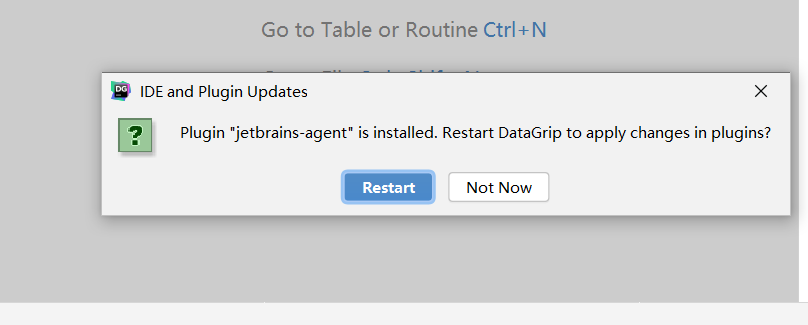 Go to Table or Routine Ctrl+N
DG
IDE and Plugin Updates
Plugin "jetbrains-agent" is installed. Restart DataGrip to apply changes in plugins?
Restart
Not Now